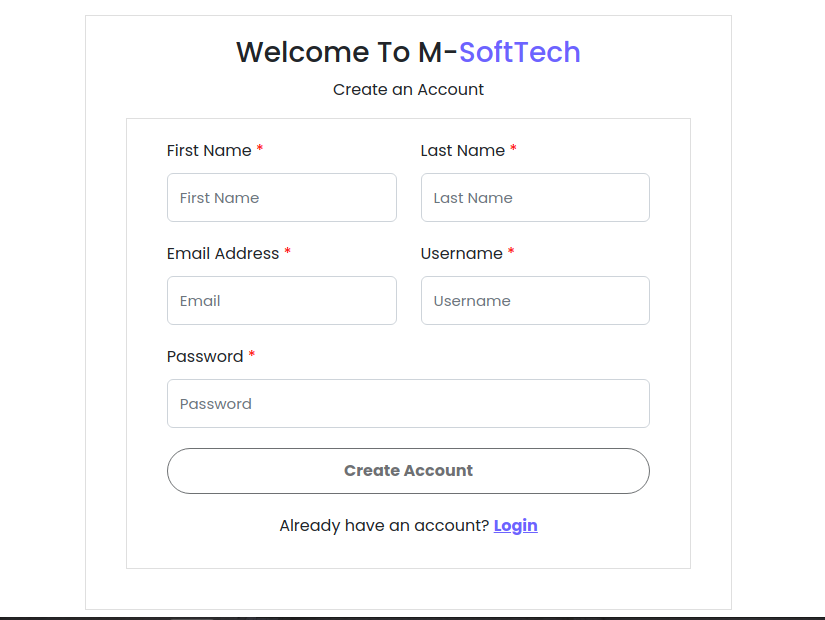 Welcome To M-SoftTech
Create an Account
First Name * Last Name *
First Name Last Name
Email Address * Username *
Email Username
Password *
Password
Create Account
Already have an account? Login